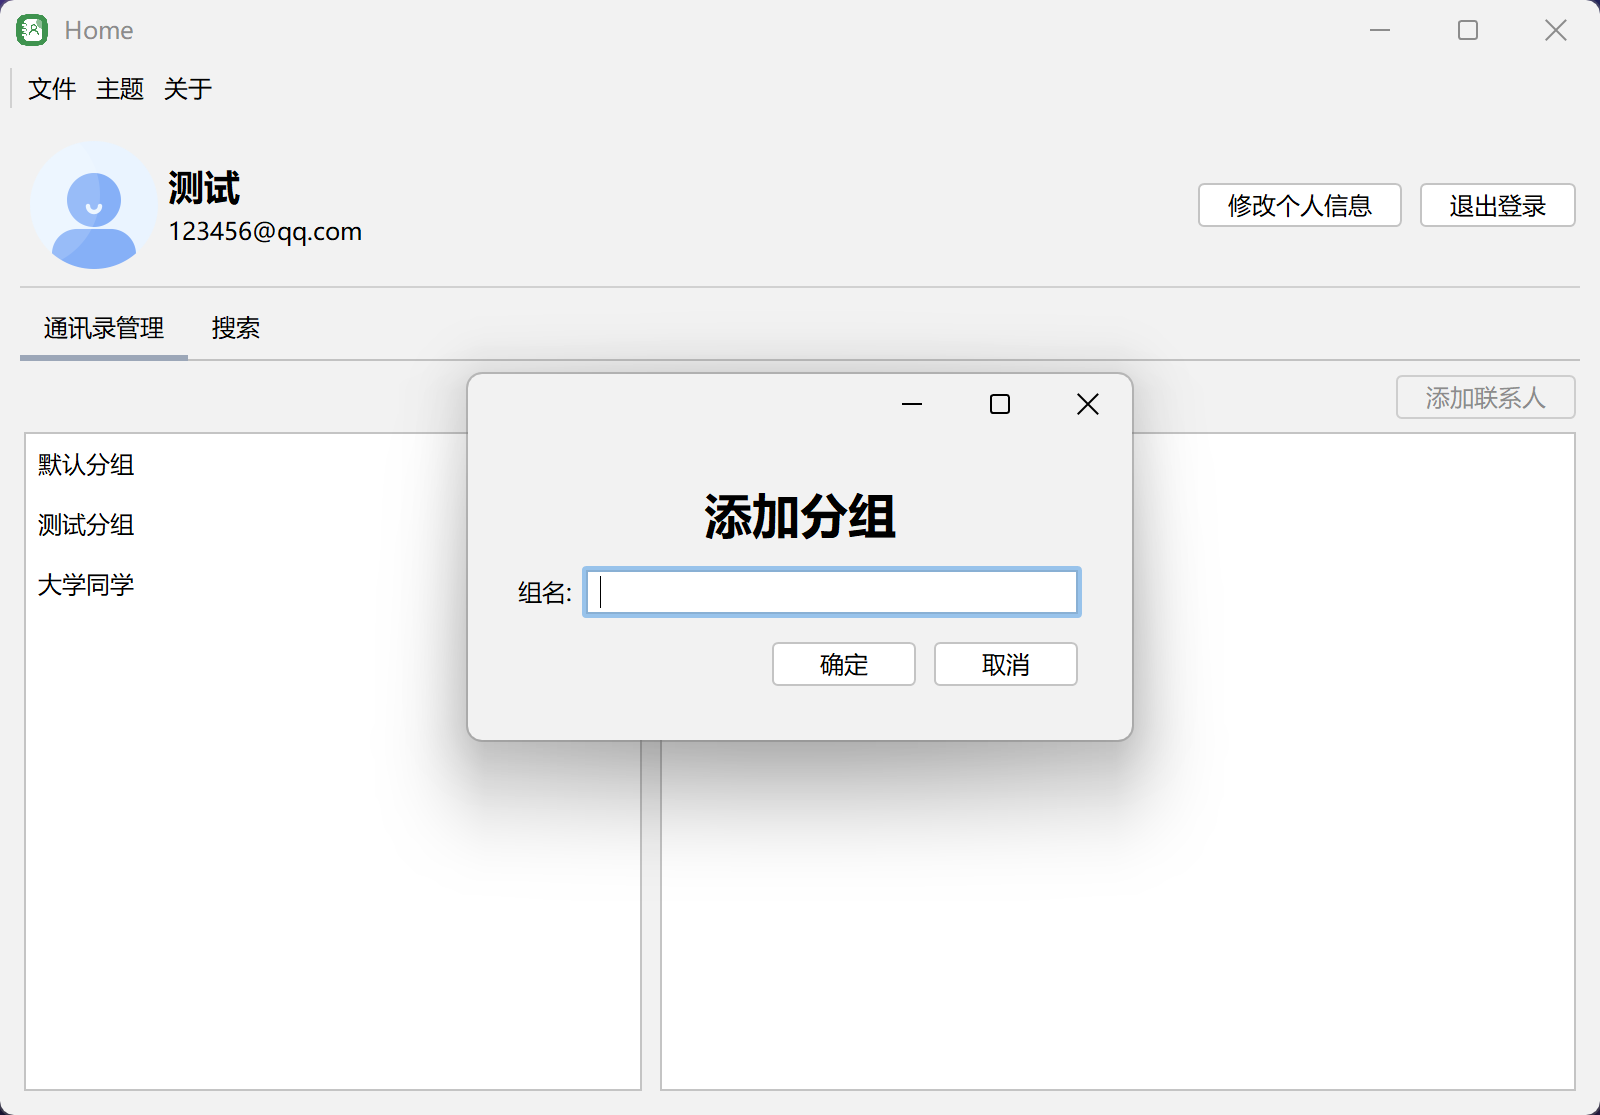 Home
文件 主题 关于
测试
123456@qq.com
修改个人信息 退出登录
通讯录管理 搜索
添加联系人
默认分组
测试分组
大学同学
添加分组
组名:
确定 取消